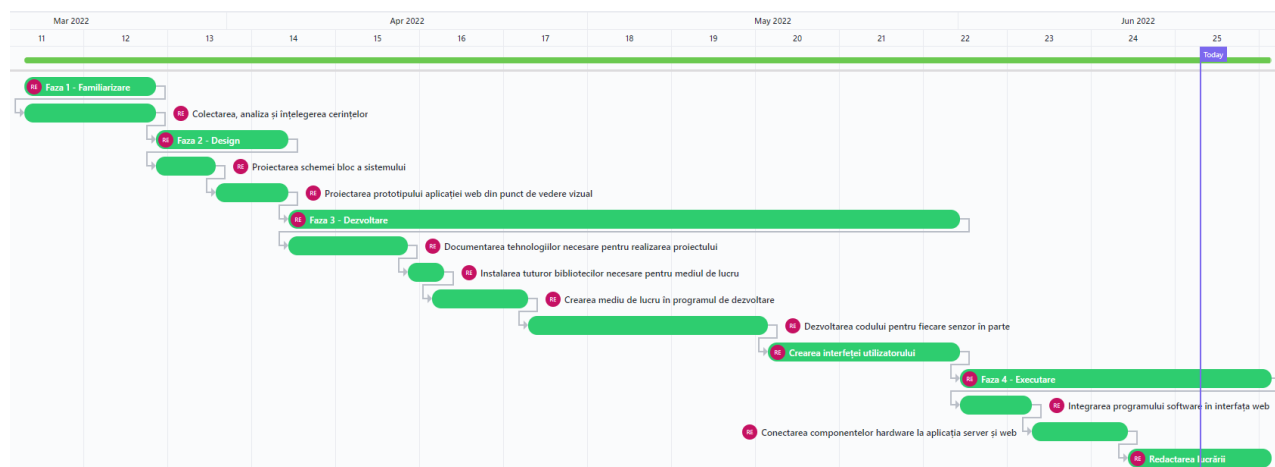 Mar 2022 Apr 2022 May 2022 Jun 2022
11 12 13 14 15 16 17 18 19 20 21 22 23 24 25
Today
RE Faza 1 - Familiarizare
RE Colectarea, analiza și înțelegerea cerințelor
RE Faza 2 - Design
RE Proiectarea schemei bloc a sistemului
RE Proiectarea prototipului aplicației web din punct de vedere vizual
RE Faza 3 - Dezvoltare
RE Documentarea tehnologiilor necesare pentru realizarea proiectului
RE Instalarea tuturor bibliotecilor necesare pentru mediul de lucru
RE Crearea mediu de lucru în programul de dezvoltare
RE Dezvoltarea codului pentru fiecare senzor în parte
RE Crearea interfeței utilizatorului
RE Faza 4 - Executare
RE Integrarea programului software în interfața web
RE Conectarea componentelor hardware la aplicația server și web
RE Redactarea lucrării